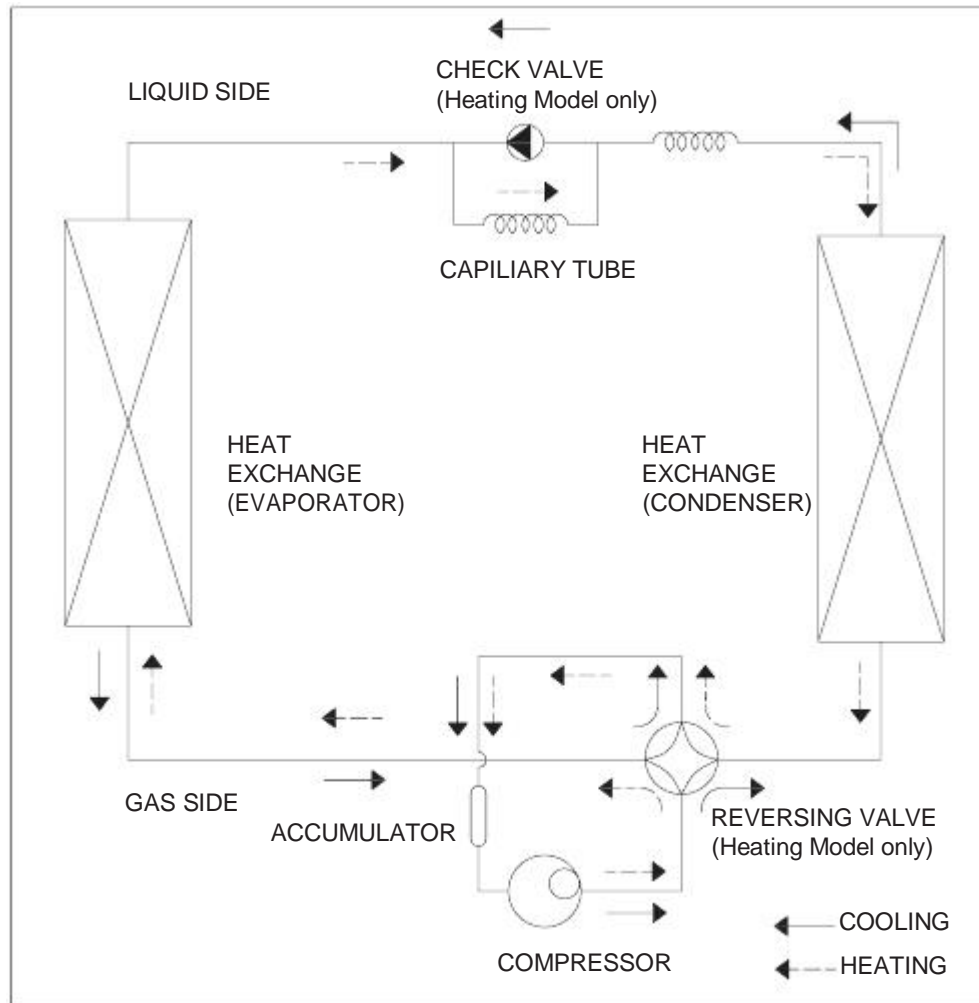 LIQUID SIDE
CHECK VALVE
(Heating Model only)
CAPILIARY TUBE
HEAT
EXCHANGE
(EVAPORATOR)
HEAT
EXCHANGE
(CONDENSER)
GAS SIDE
ACCUMULATOR
REVERSING VALVE
(Heating Model only)
COMPRESSOR
COOLING
HEATING